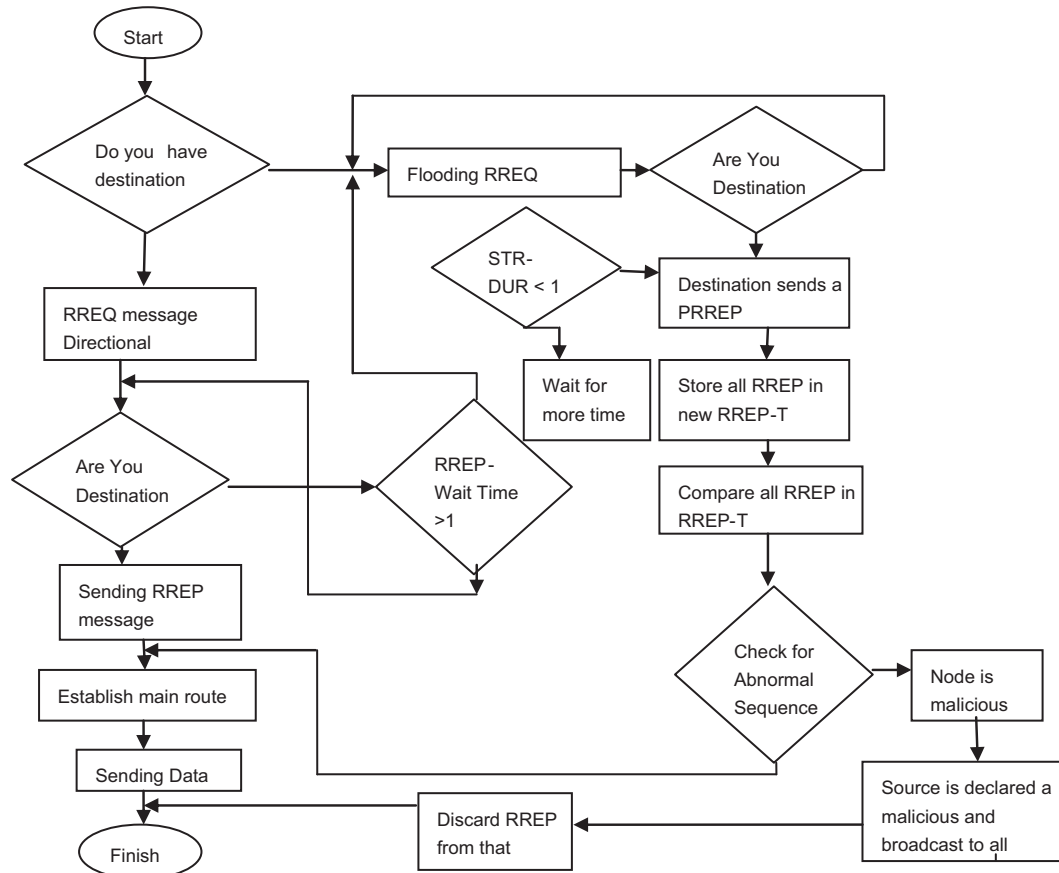 Start
Do you have
destination
Flooding RREQ
Are You
Destination
STR-
DUR < 1
Destination sends a
PRREP
RREQ message
Directional
Wait for
more time
Store all RREP in
new RREP-T
Are You
Destination
RREP-
Wait Time
>1
Compare all RREP in
RREP-T
Sending RREP
message
Check for
Abnormal
Sequence
Node is
malicious
Establish main route
Sending Data
Discard RREP
from that
Source is declared a
malicious and
broadcast to all
Finish